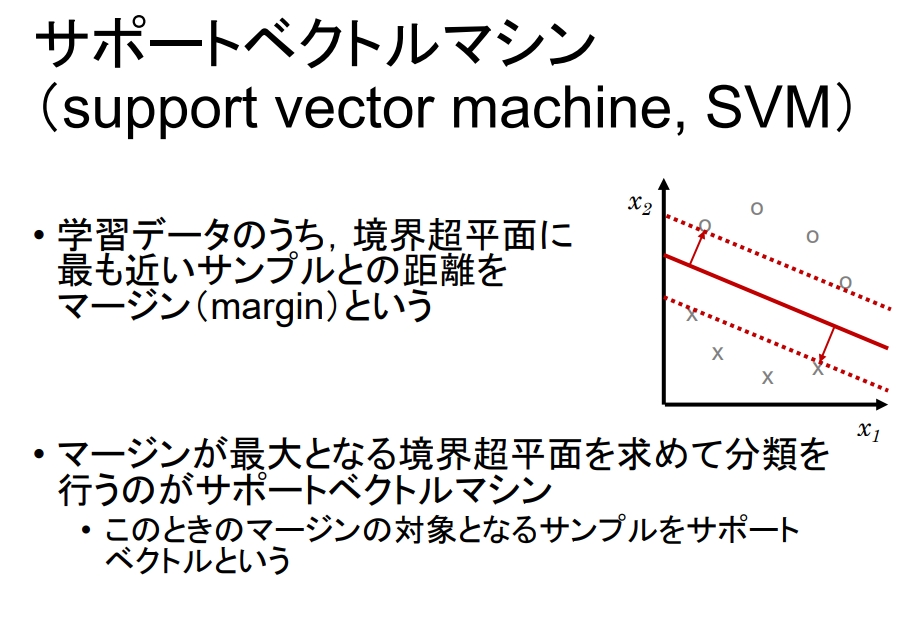 サポートベクトルマシン
（support vector machine, SVM）
• 学習データのうち，境界超平面に
最も近いサンプルとの距離を
マージン（margin）という
x2
o
o
o
o
x
x
x
x
x1
• マージンが最大となる境界超平面を求めて分類を
行うのがサポートベクトルマシン
• このときのマージンの対象となるサンプルをサポート
ベクトルという